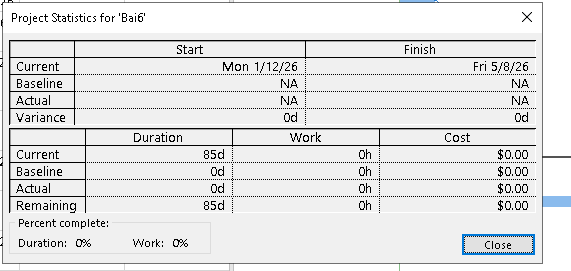 Project Statistics for 'Bai6'
Start Finish
Current Mon 1/12/26 Fri 5/8/26
Baseline NA NA
Actual NA NA
Variance 0d 0d
Duration Work Cost
Current 85d 0h $0.00
Baseline 0d 0h $0.00
Actual 0d 0h $0.00
Remaining 85d 0h $0.00
Percent complete:
Duration: 0% Work: 0%
Close